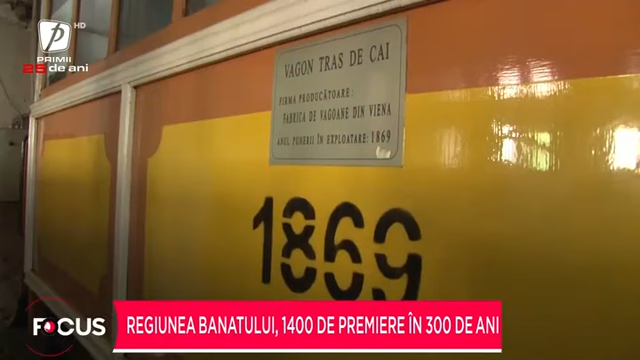 P HD
PRIMII
25 de ani
VAGON TRAS DE CAI
FIRMA PRODUCĂTOARE:
FABRICA DE VAGOANE DIN VIENA
ANUL PUNERII ÎN EXPLOATARE: 1869
1869
FOCUS
REGIUNEA BANATULUI, 1400 DE PREMIERE ÎN 300 DE ANI